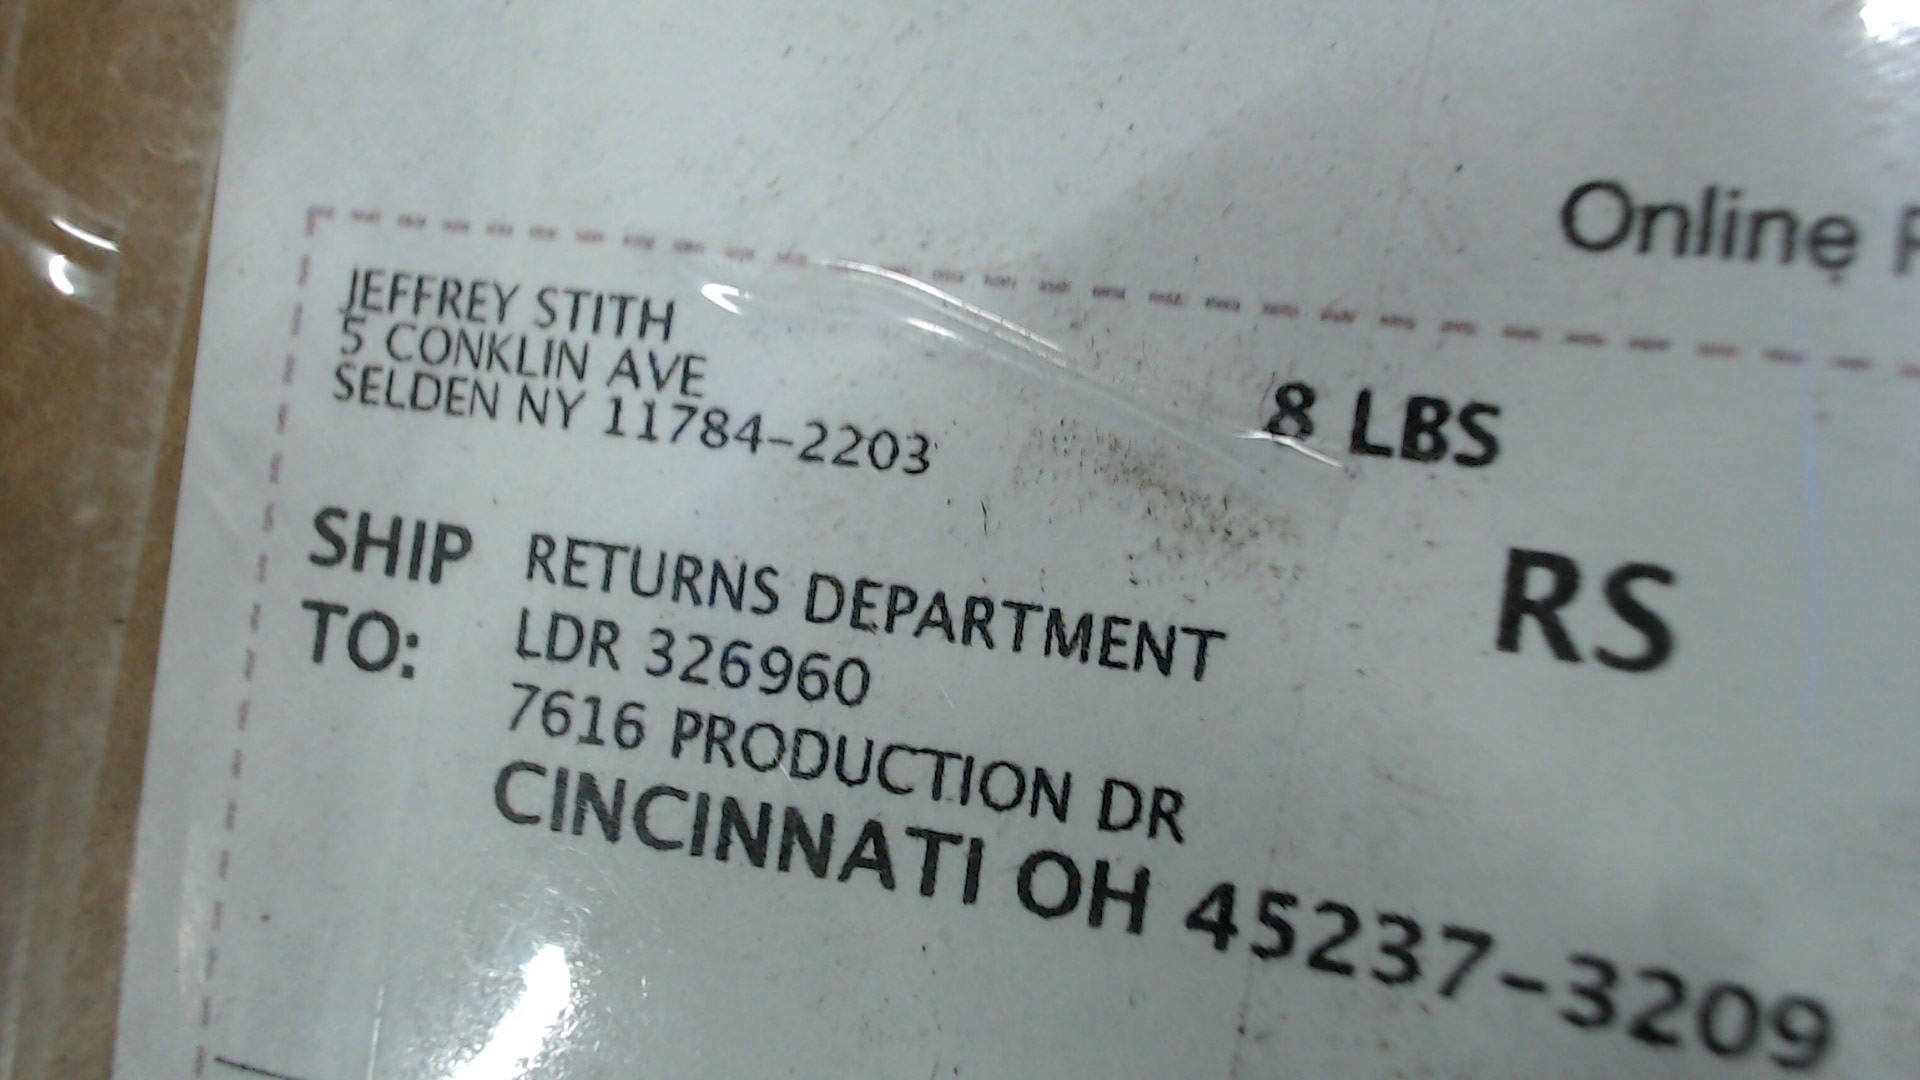 Online
JEFFREY STITH
5 CONKLIN AVE
SELDEN NY 11784-2203
8 LBS
RS
SHIP TO:
RETURNS DEPARTMENT
LDR 326960
7616 PRODUCTION DR
CINCINNATI OH 45237-3209